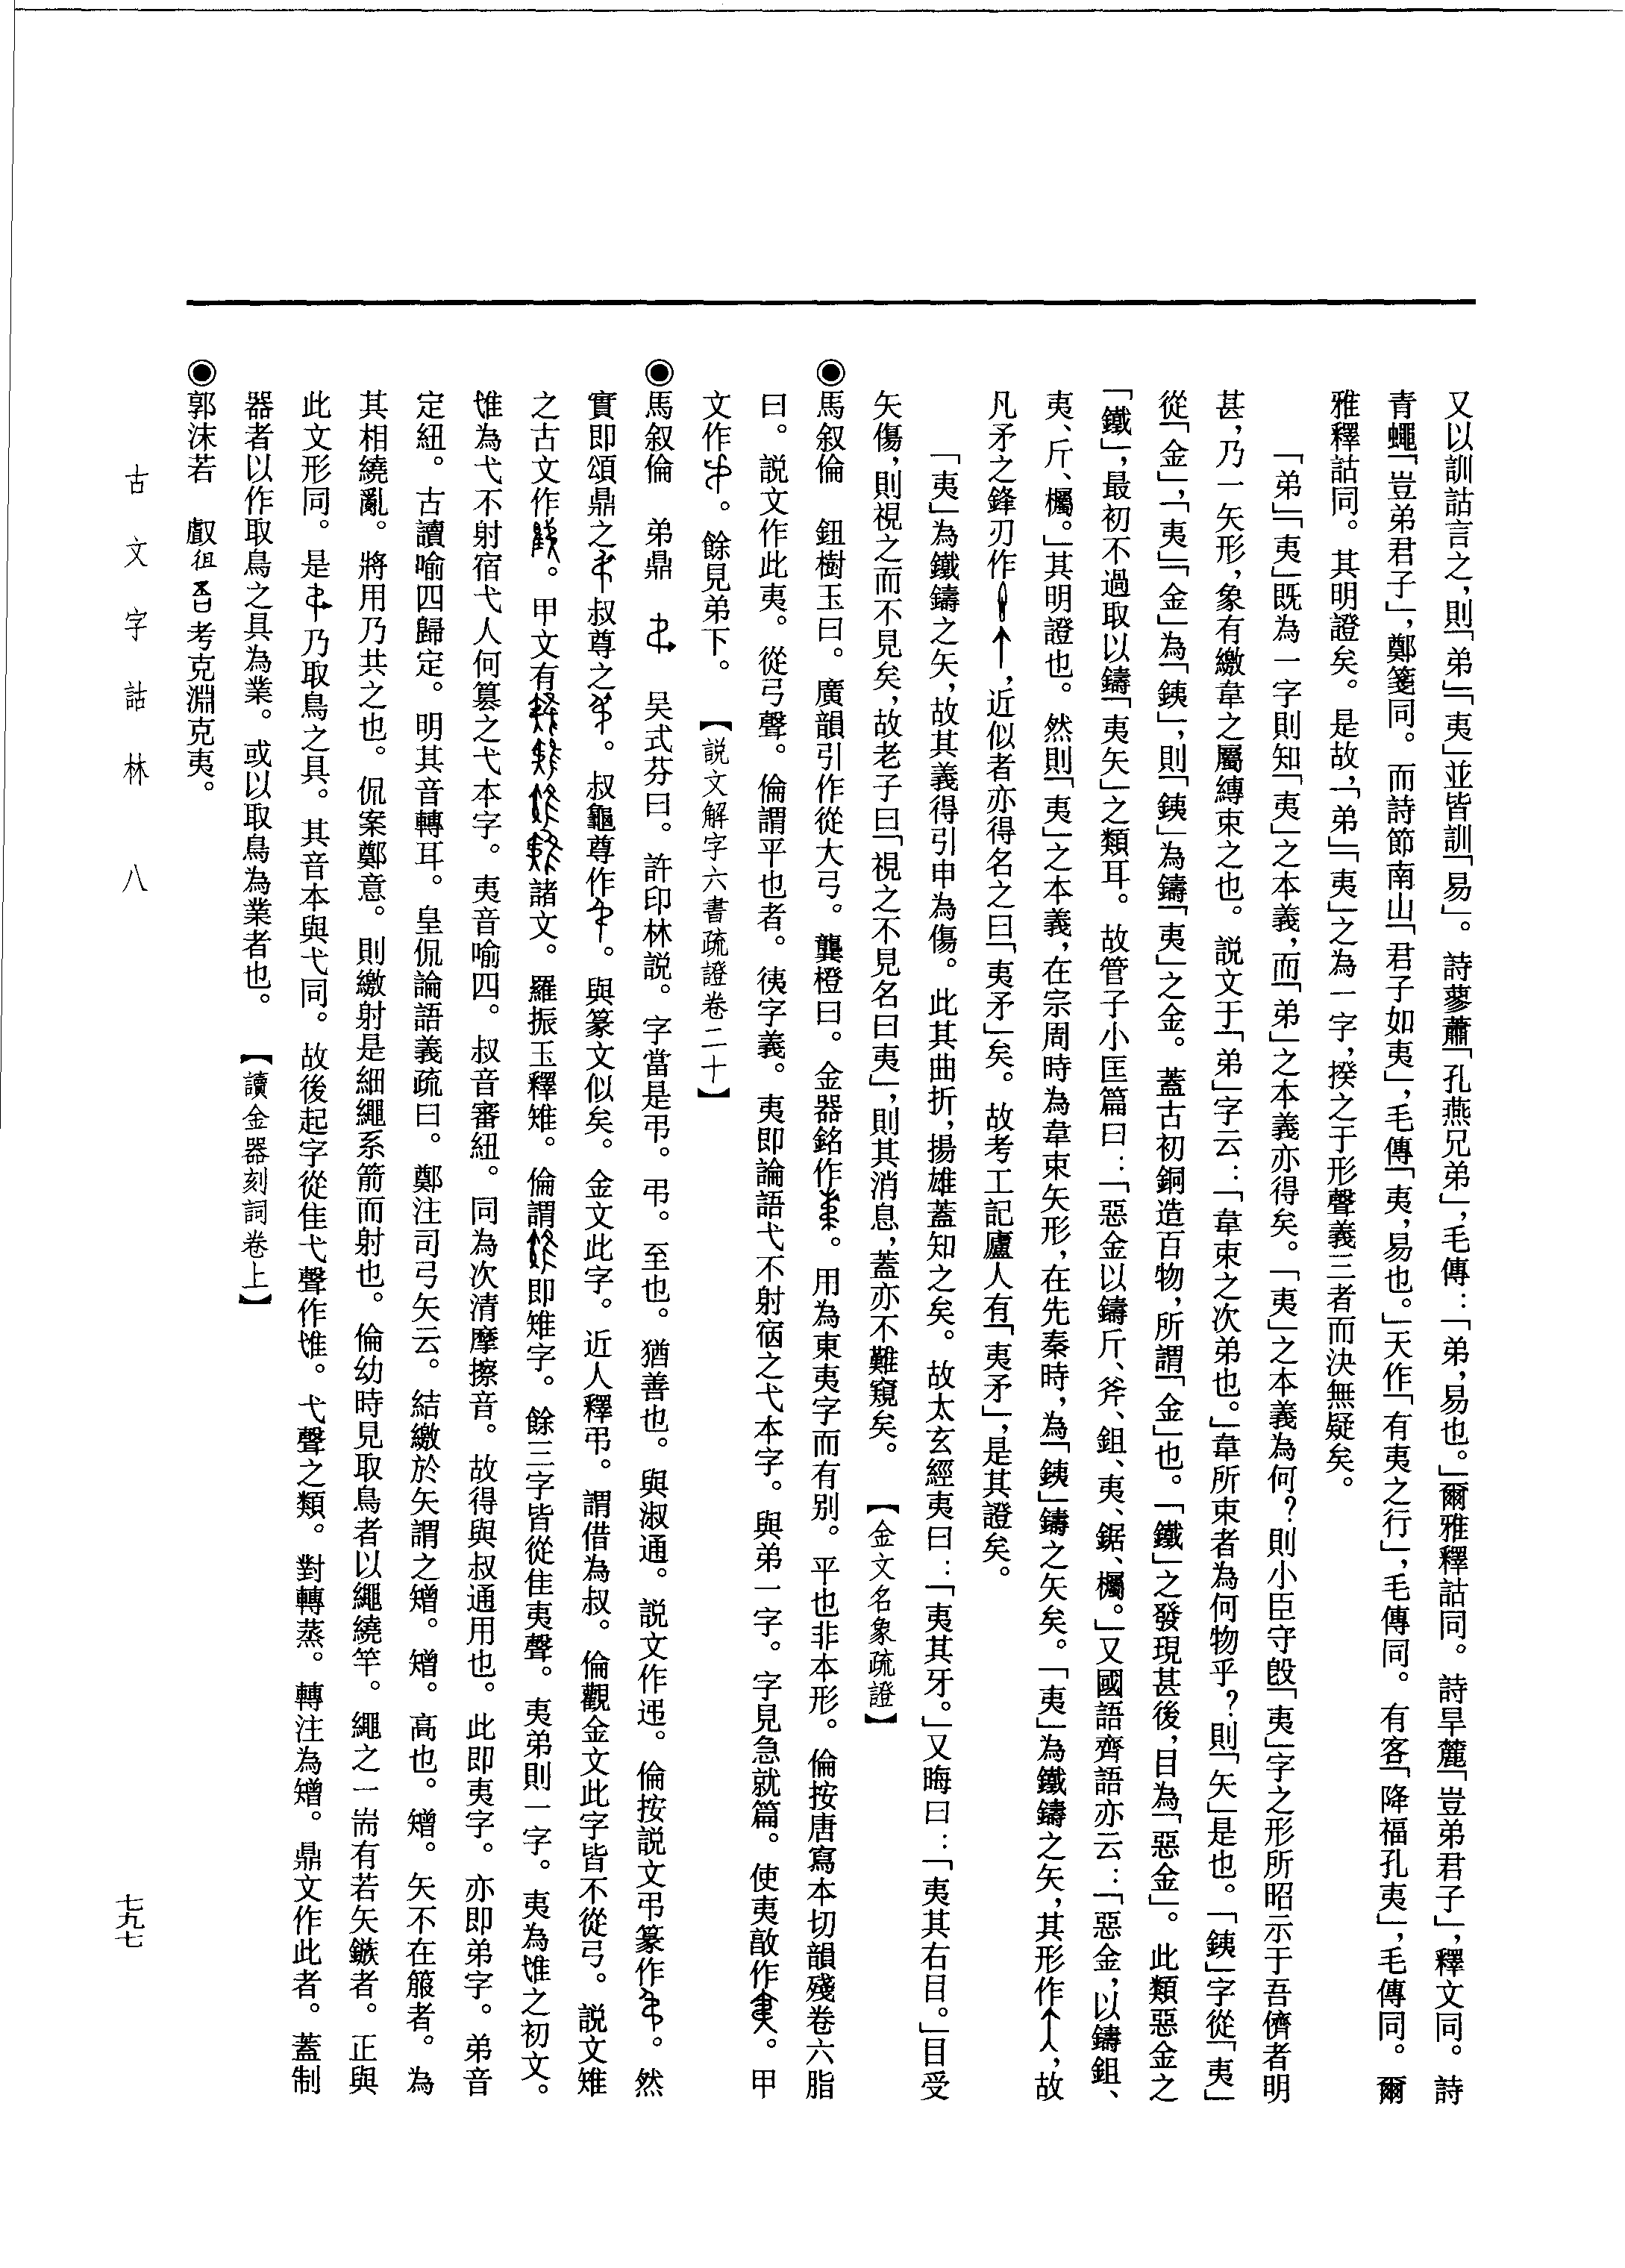 又以訓詁言之，則「弟」「夷」並皆訓「易」。詩蓼蕭「孔燕兄弟」，毛傳：「弟，易也。」爾雅釋詁同。詩旱麓「豈弟君子」，釋文同。詩
青蠅「豈弟君子」，鄭箋同。而詩節南山「君子如夷」，毛傳「夷，易也。」天作「有夷之行」，毛傳同。有客「降福孔夷」，毛傳同。爾
雅釋詁同。其明證矣。是故，「弟」「夷」之為一字，揆之于形聲義三者而決無疑矣。
「弟」「夷」既為一字則知「夷」之本義，而「弟」之本義亦得矣。「夷」之本義為何？則小臣守𣪘「夷」字之形所昭示于吾儕者明
甚，乃一矢形，象有繳韋之屬縛束之也。説文于「弟」字云：「韋束之次弟也。」韋所束者為何物乎？則「矢」是也。「銕」字從「夷」
從「金」，「夷」「金」為「銕」，則「銕」為鑄「夷」之金。蓋古初銅造百物，所謂「金」也。「鐵」之發現甚後，目為「惡金」。此類惡金之
「鐵」，最初不過取以鑄「夷矢」之類耳。故管子小匡篇曰：「惡金以鑄斤、斧、鉏、夷、鋸、欘。」又國語齊語亦云：「惡金，以鑄鉏、
夷、斤、欘。」其明證也。然則「夷」之本義，在宗周時為韋束矢形，在先秦時，為「銕」鑄之矢矣。「夷」為鐵鑄之矢，其形作，故
凡矛之鋒刃作，近似者亦得名之曰「夷矛」矣。故考工記廬人有「夷矛」，是其證矣。
「夷」為鐵鑄之矢，故其義得引申為傷。此其曲折，揚雄蓋知之矣。故太玄經夷曰：「夷其牙。」又晦曰：「夷其右目。」目受
矢傷，則視之而不見矣，故老子曰「視之不見名曰夷」，則其消息，蓋亦不難窺矣。【金文名象疏證】
◉馬叙倫　鈕樹玉曰。廣韻引作從大弓。龔橙曰。金器銘作。用為東夷字而有別。平也非本形。倫按唐寫本切韻殘卷六脂
曰。説文作此夷。從弓聲。倫謂平也者。徺字義。夷即論語弋不射宿之弋本字。與弟一字。字見急就篇。使夷敔作。甲
文作。餘見弟下。【説文解字六書疏證卷二十】
◉馬叙倫　弟鼎　　吴式芬曰。許印林説。字當是弔。弔。至也。猶善也。與淑通。説文作迅。倫按説文弔篆作。然
實即頌鼎之叔尊之。叔龜尊作。與篆文似矣。金文此字。近人釋弔。謂借為叔。倫觀金文此字皆不從弓。説文雉
之古文作。甲文有諸文。羅振玉釋雉。倫謂即雉字。餘三字皆從隹夷聲。夷弟則一字。夷為隿之初文。
隿為弋不射宿弋人何篡之弋本字。夷音喻四。叔音審紐。同為次清摩擦音。故得與叔通用也。此即夷字。亦即弟字。弟音
定紐。古讀喻四歸定。明其音轉耳。皇侃論語義疏曰。鄭注司弓矢云。結繳於矢謂之矰。矰。高也。矰。矢不在箙者。為
其相繞亂。將用乃共之也。侃案鄭意。則繳射是細繩系箭而射也。倫幼時見取鳥者以繩繞竿。繩之一耑有若矢鏃者。正與
此文形同。是乃取鳥之具。其音本與弋同。故後起字從隹弋聲作隿。弋聲之類。對轉蒸。轉注為矰。鼎文作此者。蓋制
器者以作取鳥之具為業。或以取鳥為業者也。【讀金器刻詞卷上】
◉郭沫若　䖒祖考克淵克夷。
古文字詁林　八
七九七